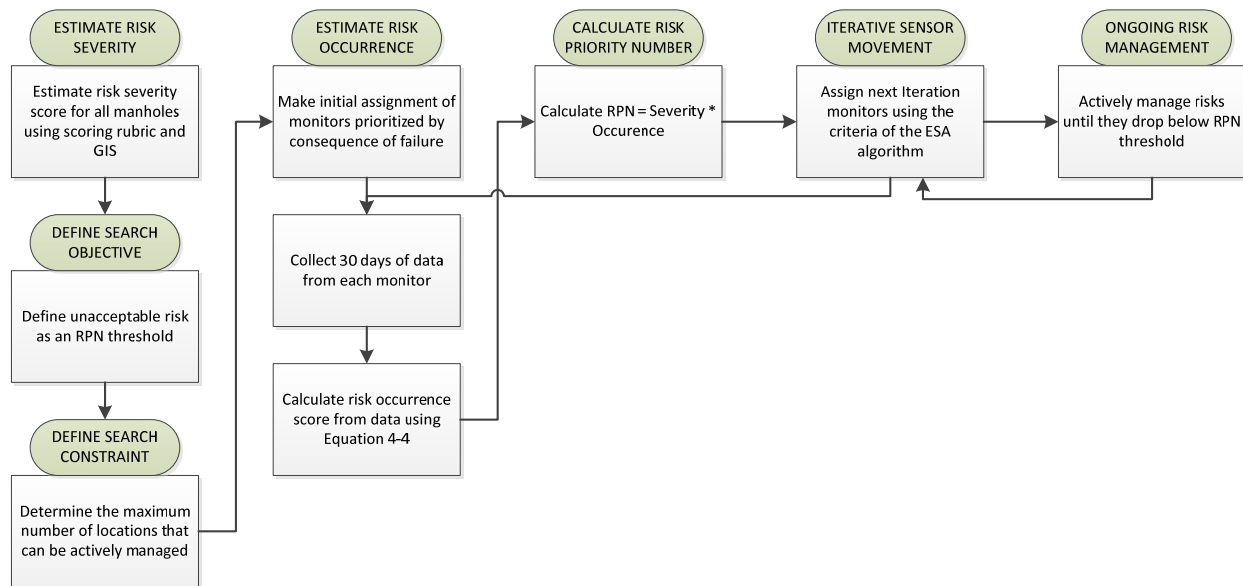 ESTIMATE RISK
SEVERITY
Estimate risk severity
score for all manholes
using scoring rubric and
GIS
DEFINE SEARCH
OBJECTIVE
Define unacceptable risk
as an RPN threshold
DEFINE SEARCH
CONSTRAINT
Determine the maximum
number of locations that
can be actively managed
ESTIMATE RISK
OCCURRENCE
Make initial assignment of
monitors prioritized by
consequence of failure
Collect 30 days of data
from each monitor
Calculate risk occurrence
score from data using
Equation 4-4
CALCULATE RISK
PRIORITY NUMBER
Calculate RPN = Severity *
Occurence
ITERATIVE SENSOR
MOVEMENT
Assign next Iteration
monitors using the
criteria of the ESA
algorithm
ONGOING RISK
MANAGEMENT
Actively manage risks
until they drop below RPN
threshold